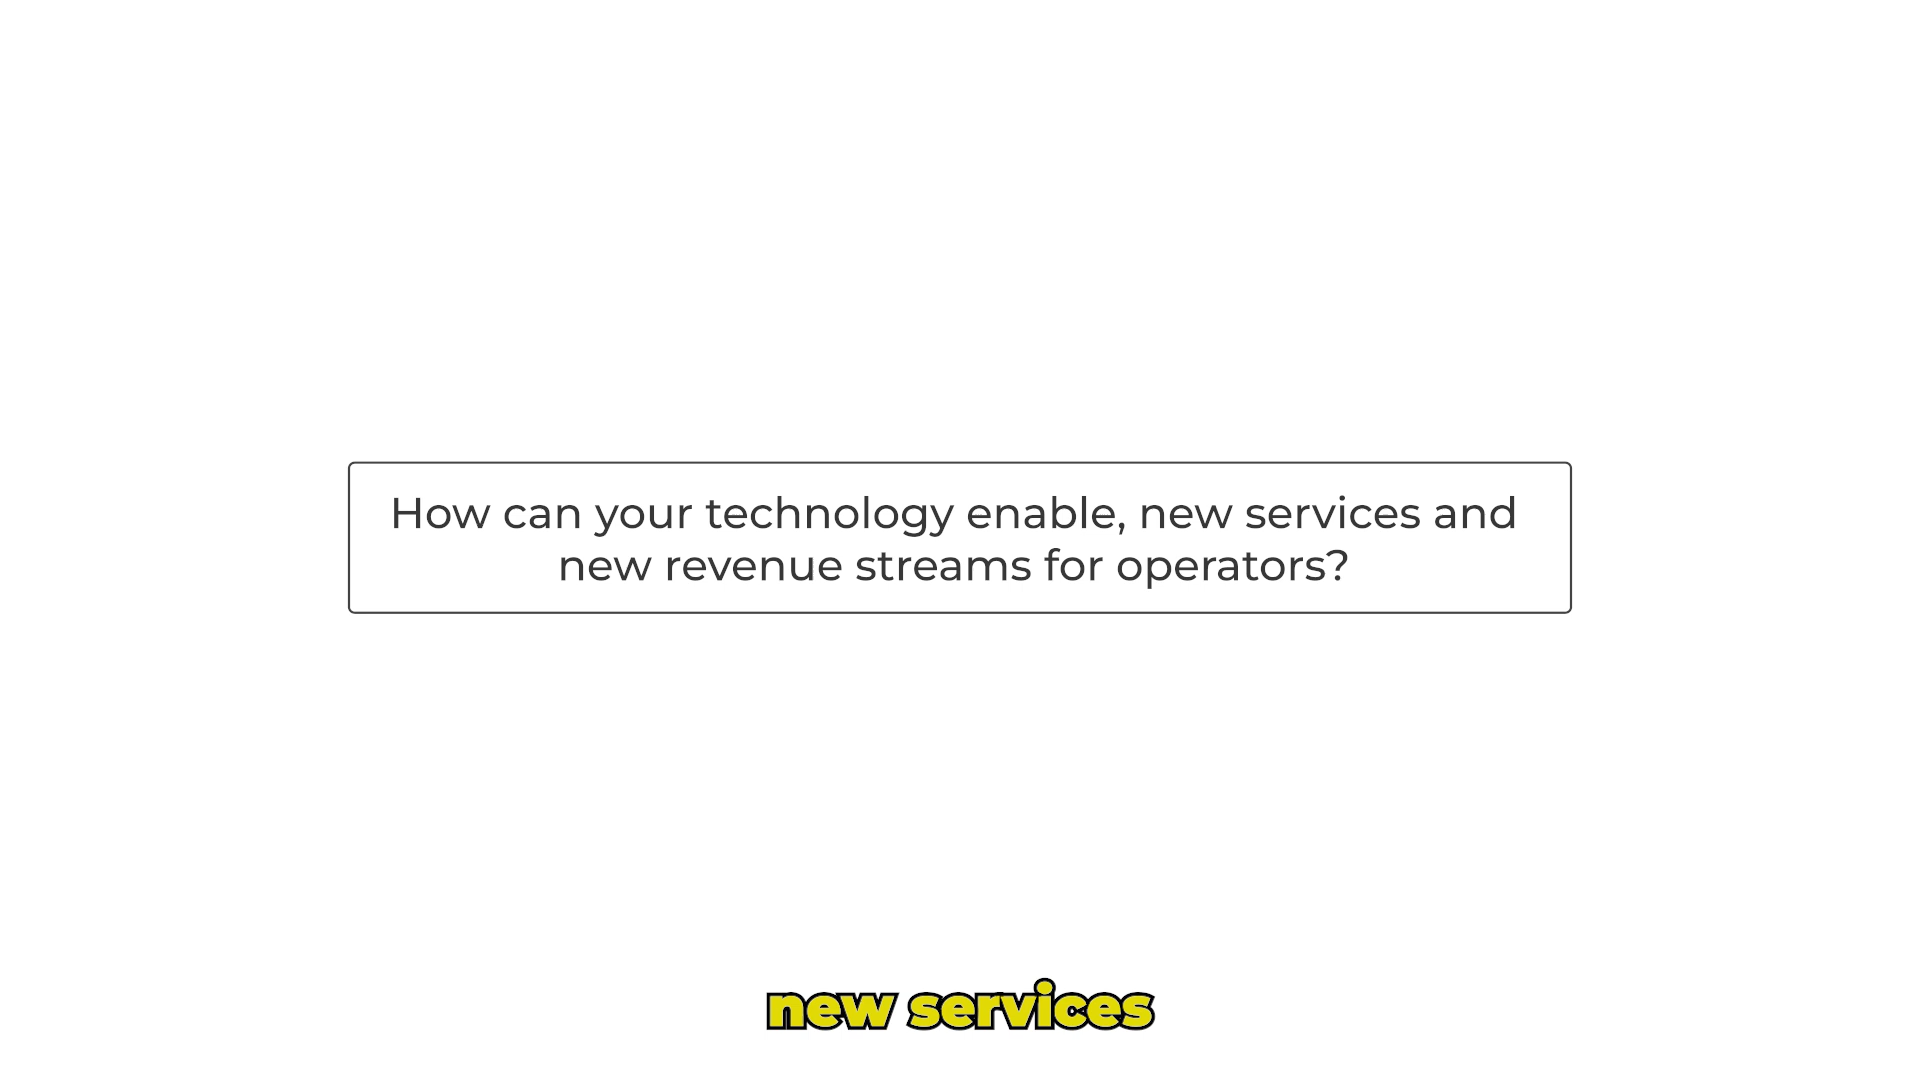 How can your technology enable, new services and
new revenue streams for operators?
new services